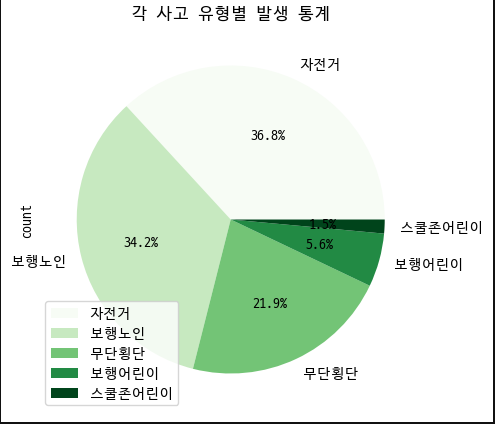 각 사고 유형별 발생 통계
자전거
36.8%
count
보행노인
34.2%
1.5%
스쿨존어린이
5.6%
보행어린이
21.9%
무단횡단
자전거
보행노인
무단횡단
보행어린이
스쿨존어린이